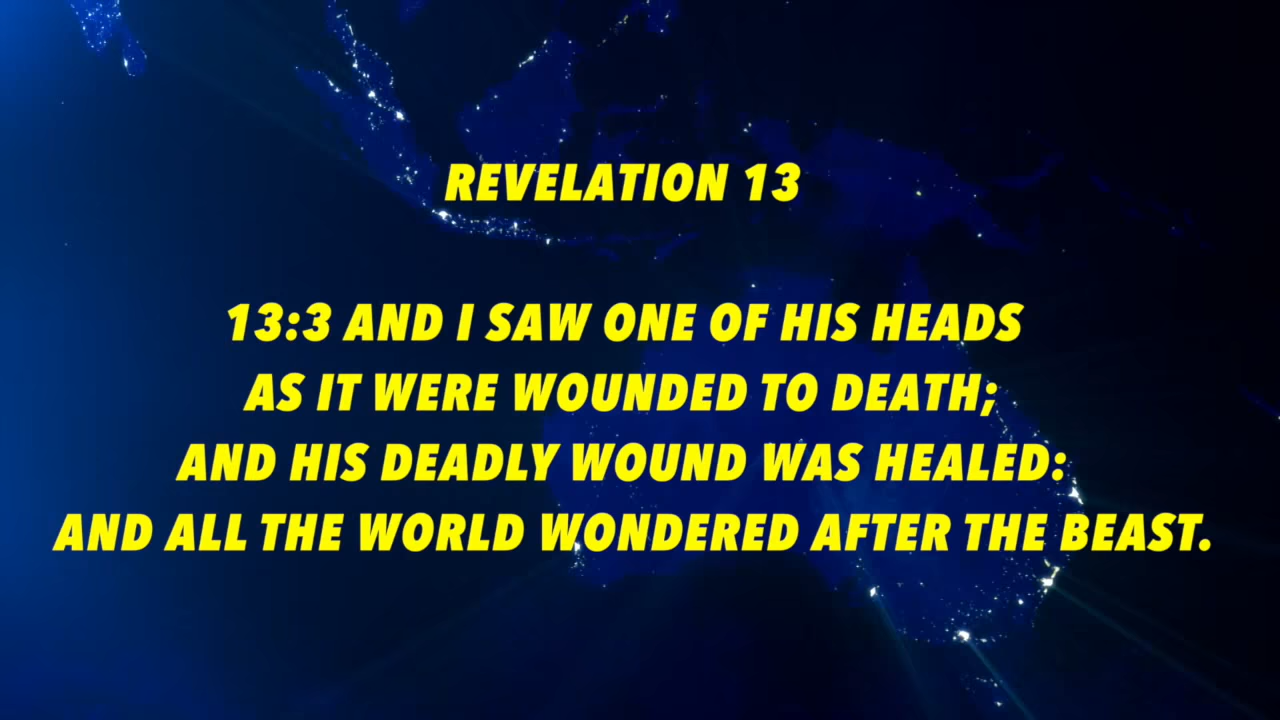 REVELATION 13
13:3 AND I SAW ONE OF HIS HEADS
AS IT WERE WOUNDED TO DEATH;
AND HIS DEADLY WOUND WAS HEALED:
AND ALL THE WORLD WONDERED AFTER THE BEAST.